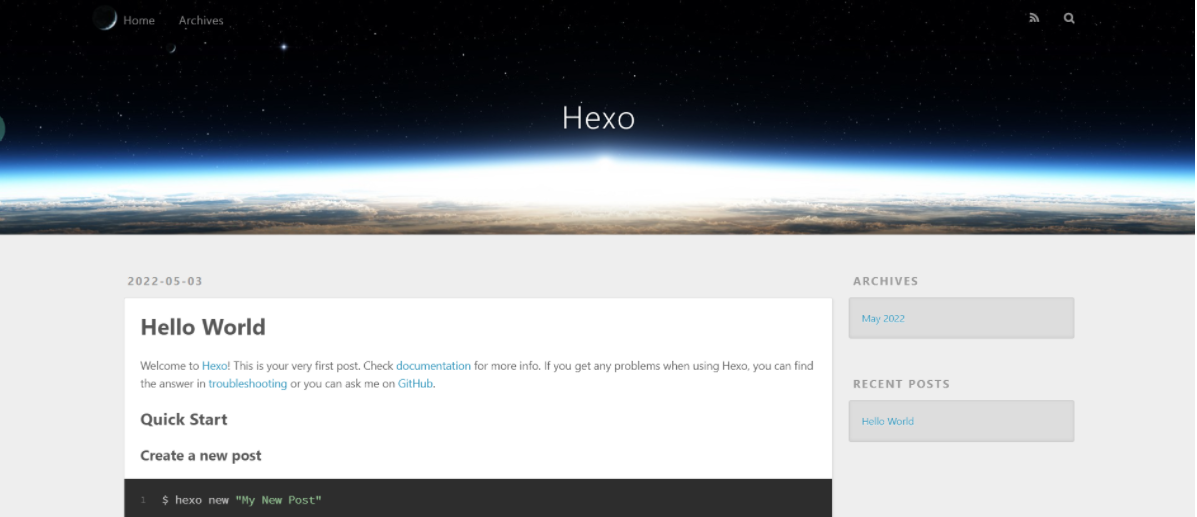 Home Archives
Hexo
2022-05-03
Hello World
Welcome to Hexo! This is your very first post. Check documentation for more info. If you get any problems when using Hexo, you can find
the answer in troubleshooting or you can ask me on GitHub.
Quick Start
Create a new post
1 $ hexo new "My New Post"
ARCHIVES
May 2022
RECENT POSTS
Hello World